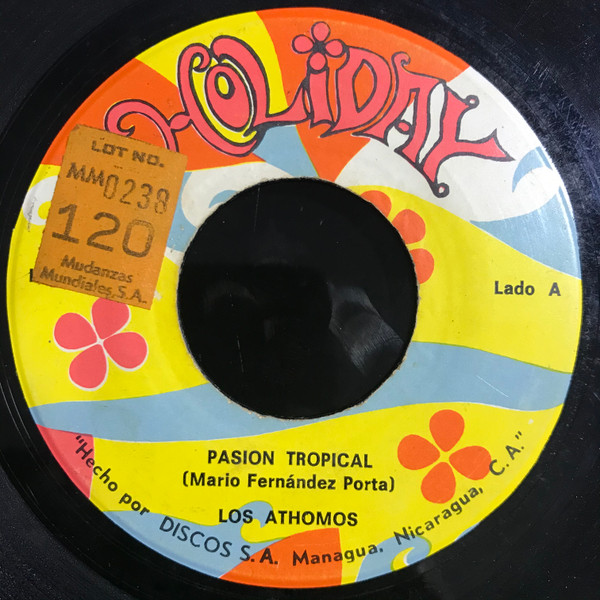 HOLIDAY
LOT NO.
MM0238
120
Mudanzas
Mundiales, S.A.
Lado A
PASION TROPICAL
(Mario Fernández Porta)
LOS ATHOMOS
"Hecho por DISCOS S.A. Managua, Nicaragua, C.A."